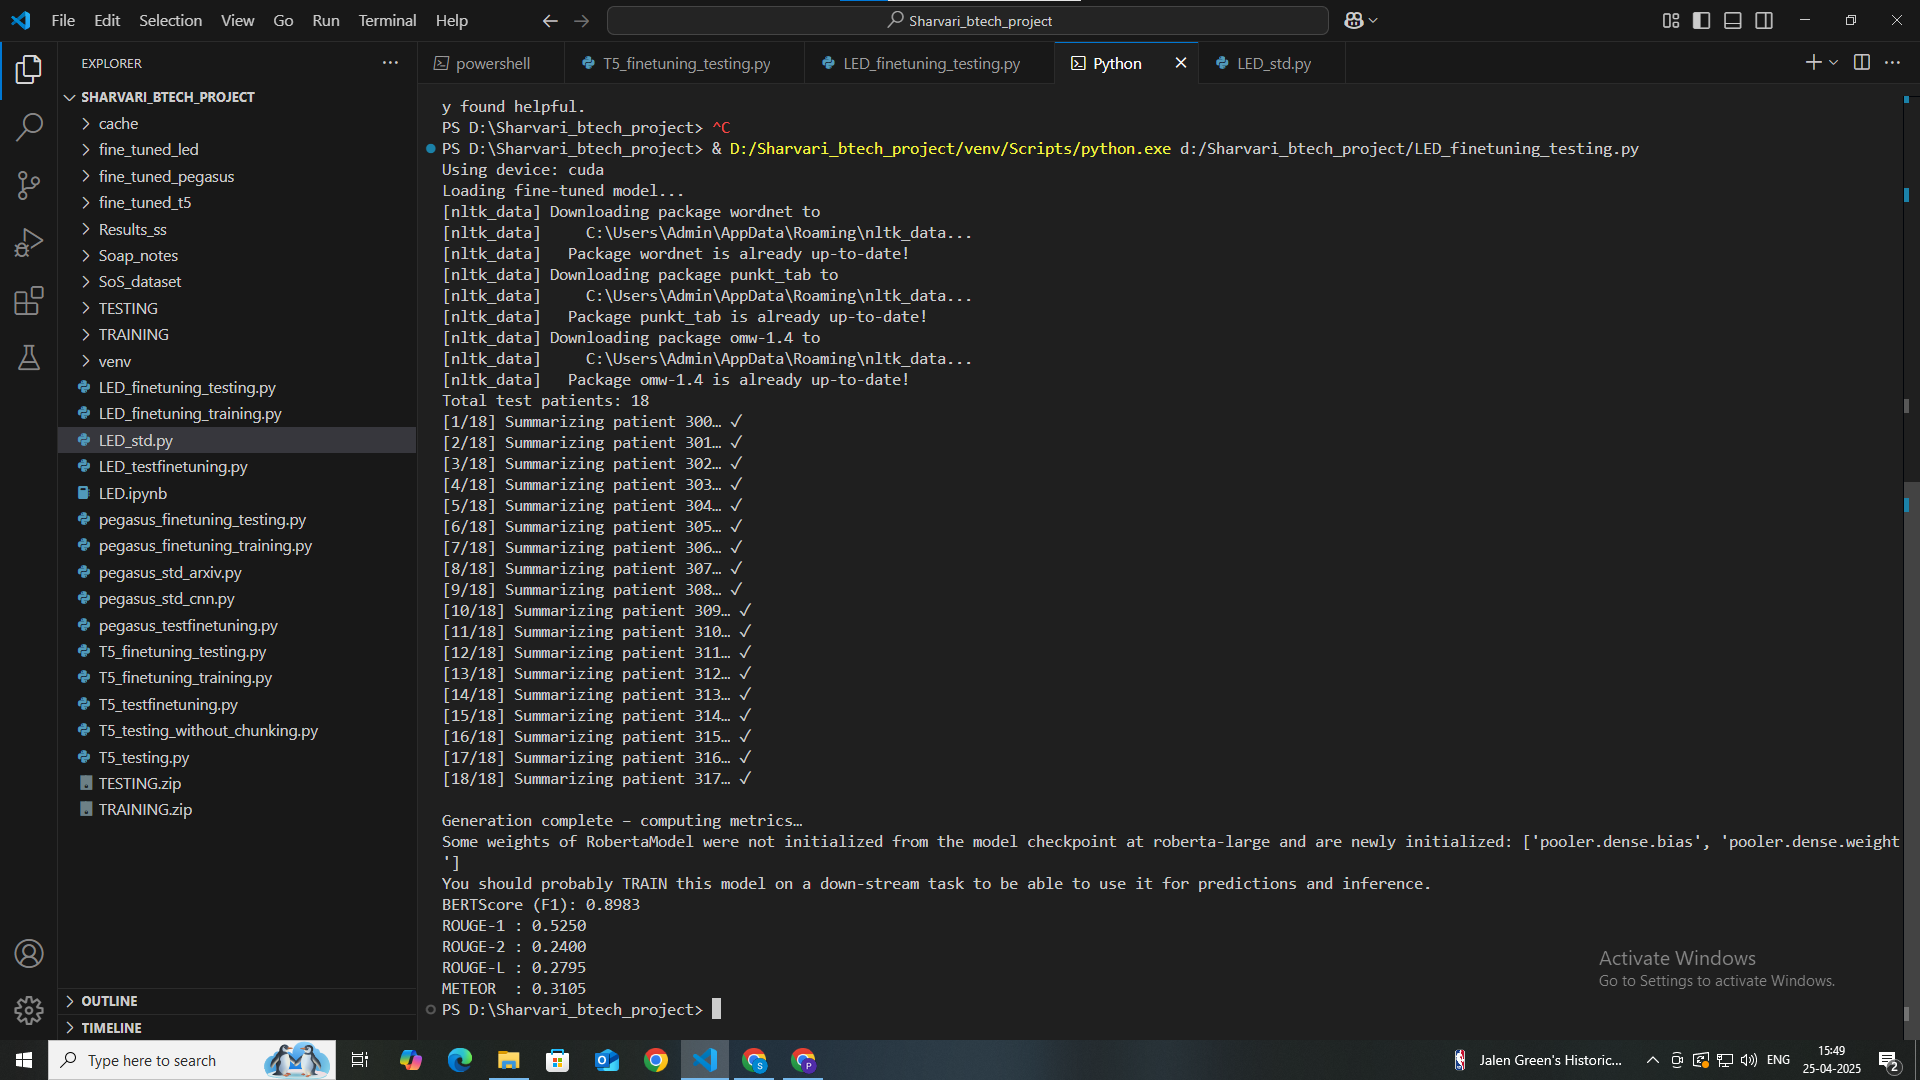 File Edit Selection View Go Run Terminal Help
Sharvari_btech_project
EXPLORER
SHARVARI_BTECH_PROJECT
cache
fine_tuned_led
fine_tuned_pegasus
fine_tuned_t5
Results_ss
Soap_notes
SoS_dataset
TESTING
TRAINING
venv
LED_finetuning_testing.py
LED_finetuning_training.py
LED_std.py
LED_testfinetuning.py
LED.ipynb
pegasus_finetuning_testing.py
pegasus_finetuning_training.py
pegasus_std_arxiv.py
pegasus_std_cnn.py
pegasus_testfinetuning.py
T5_finetuning_testing.py
T5_finetuning_training.py
T5_testfinetuning.py
T5_testing_without_chunking.py
T5_testing.py
TESTING.zip
TRAINING.zip
OUTLINE
TIMELINE
powershell T5_finetuning_testing.py LED_finetuning_testing.py Python LED_std.py
y found helpful.
PS D:\Sharvari_btech_project> ^C
PS D:\Sharvari_btech_project> & D:/Sharvari_btech_project/venv/Scripts/python.exe d:/Sharvari_btech_project/LED_finetuning_testing.py
Using device: cuda
Loading fine-tuned model...
[nltk_data] Downloading package wordnet to
[nltk_data]     C:\Users\Admin\AppData\Roaming\nltk_data...
[nltk_data]   Package wordnet is already up-to-date!
[nltk_data] Downloading package punkt_tab to
[nltk_data]     C:\Users\Admin\AppData\Roaming\nltk_data...
[nltk_data]   Package punkt_tab is already up-to-date!
[nltk_data] Downloading package omw-1.4 to
[nltk_data]     C:\Users\Admin\AppData\Roaming\nltk_data...
[nltk_data]   Package omw-1.4 is already up-to-date!
Total test patients: 18
[1/18] Summarizing patient 300… ✓
[2/18] Summarizing patient 301… ✓
[3/18] Summarizing patient 302… ✓
[4/18] Summarizing patient 303… ✓
[5/18] Summarizing patient 304… ✓
[6/18] Summarizing patient 305… ✓
[7/18] Summarizing patient 306… ✓
[8/18] Summarizing patient 307… ✓
[9/18] Summarizing patient 308… ✓
[10/18] Summarizing patient 309… ✓
[11/18] Summarizing patient 310… ✓
[12/18] Summarizing patient 311… ✓
[13/18] Summarizing patient 312… ✓
[14/18] Summarizing patient 313… ✓
[15/18] Summarizing patient 314… ✓
[16/18] Summarizing patient 315… ✓
[17/18] Summarizing patient 316… ✓
[18/18] Summarizing patient 317… ✓
Generation complete – computing metrics…
Some weights of RobertaModel were not initialized from the model checkpoint at roberta-large and are newly initialized: ['pooler.dense.bias', 'pooler.dense.weight
']
You should probably TRAIN this model on a down-stream task to be able to use it for predictions and inference.
BERTScore (F1): 0.8983
ROUGE-1 : 0.5250
ROUGE-2 : 0.2400
ROUGE-L : 0.2795
METEOR  : 0.3105
PS D:\Sharvari_btech_project>
Activate Windows
Go to Settings to activate Windows.
Type here to search
Jalen Green's Historic...
ENG
15:49
25-04-2025
2